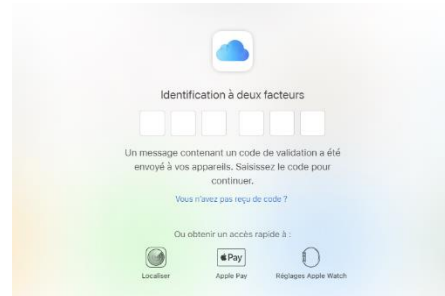 Identification à deux facteurs
Un message contenant un code de validation a été
envoyé à vos appareils. Saisissez le code pour
continuer.
Vous n'avez pas reçu de code ?
Ou obtenir un accès rapide à :
Pay
Localiser Apple Pay Réglages Apple Watch